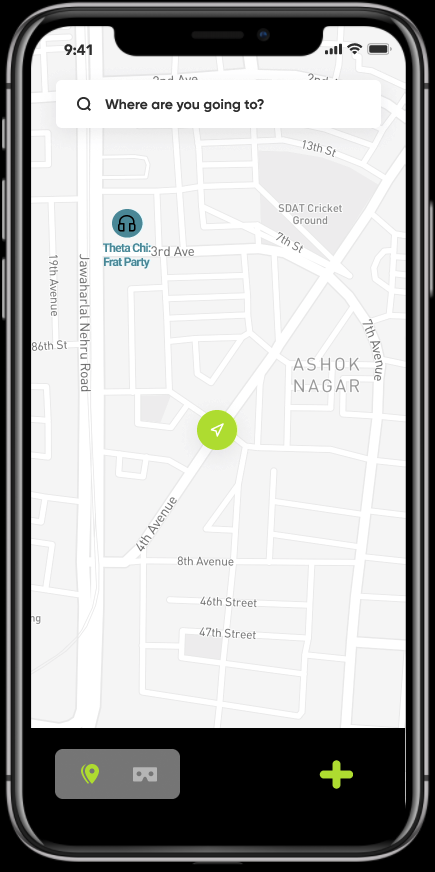 9:41
2nd Ave
2nd
Where are you going to?
13th St
SDAT Cricket
Ground
7th St
Theta Chi:
Frat Party
3rd Ave
19th Avenue
Jawaharlal Nehru Road
86th St
7th Avenue
ASHOK
NAGAR
4th Avenue
8th Avenue
46th Street
47th Street
ng